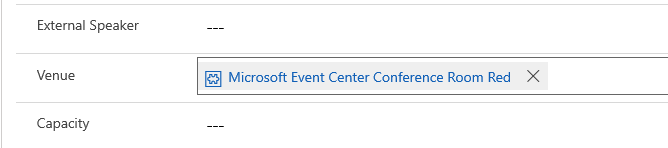 External Speaker ---
Venue Microsoft Event Center Conference Room Red
Capacity ---